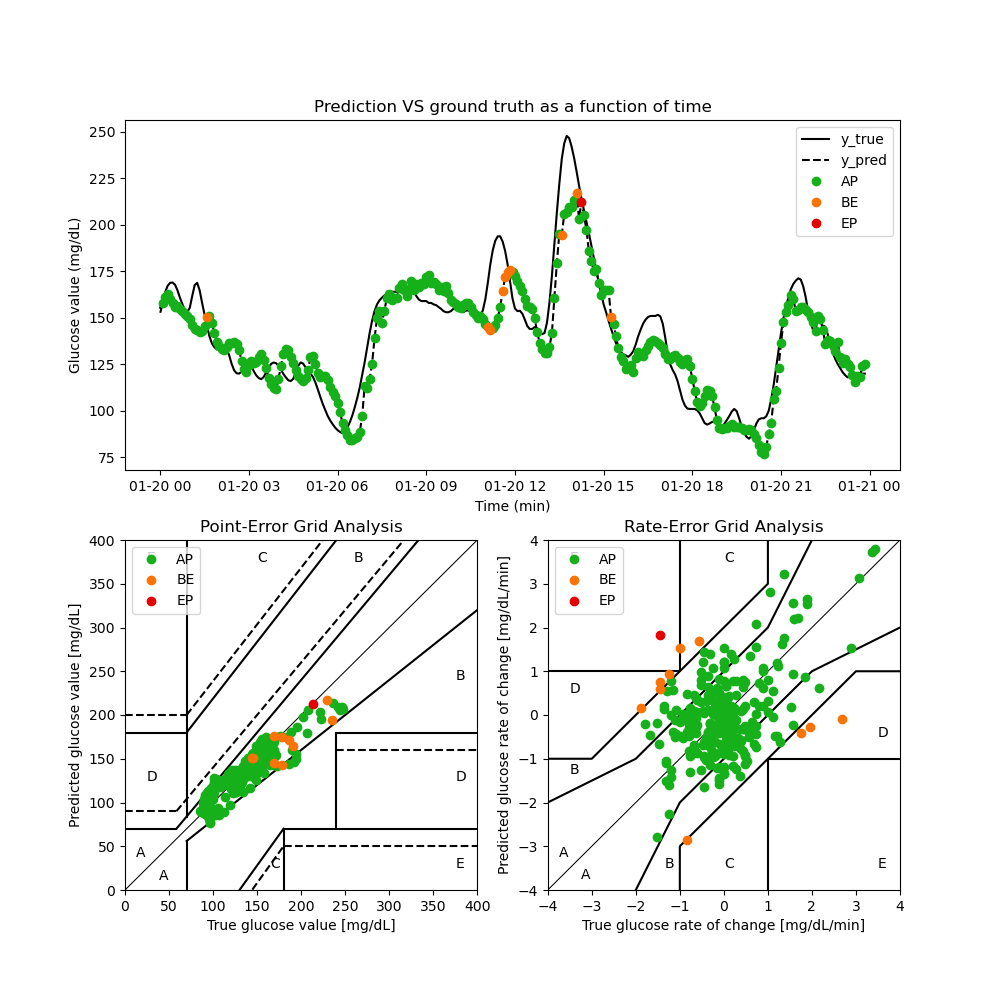 Prediction VS ground truth as a function of time
Glucose value (mg/dL)
250
225
200
175
150
125
100
75
y_true
y_pred
AP
BE
EP
01-20 00 01-20 03 01-20 06 01-20 09 01-20 12 01-20 15 01-20 18 01-20 21 01-21 00
Time (min)
Point-Error Grid Analysis
Predicted glucose value [mg/dL]
400
350
300
250
200
150
100
50
0
AP
BE
EP
C
B
B
D
D
A
A
C
E
0 50 100 150 200 250 300 350 400
True glucose value [mg/dL]
Rate-Error Grid Analysis
Predicted glucose rate of change [mg/dL/min]
4
3
2
1
0
−1
−2
−3
−4
AP
BE
EP
C
D
D
B
A
A
B
C
E
−4 −3 −2 −1 0 1 2 3 4
True glucose rate of change [mg/dL/min]